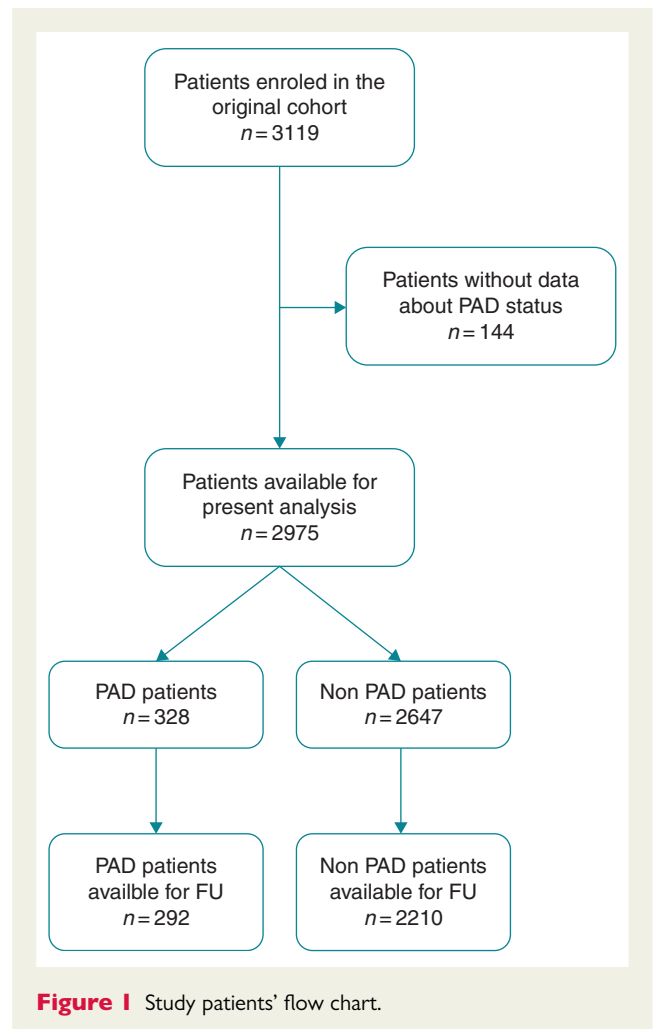 Patients enroled in the
original cohort
n = 3119
Patients without data
about PAD status
n = 144
Patients available for
present analysis
n = 2975
PAD patients
n = 328
Non PAD patients
n = 2647
PAD patients
availble for FU
n = 292
Non PAD patients
available for FU
n = 2210
Figure 1 Study patients’ flow chart.